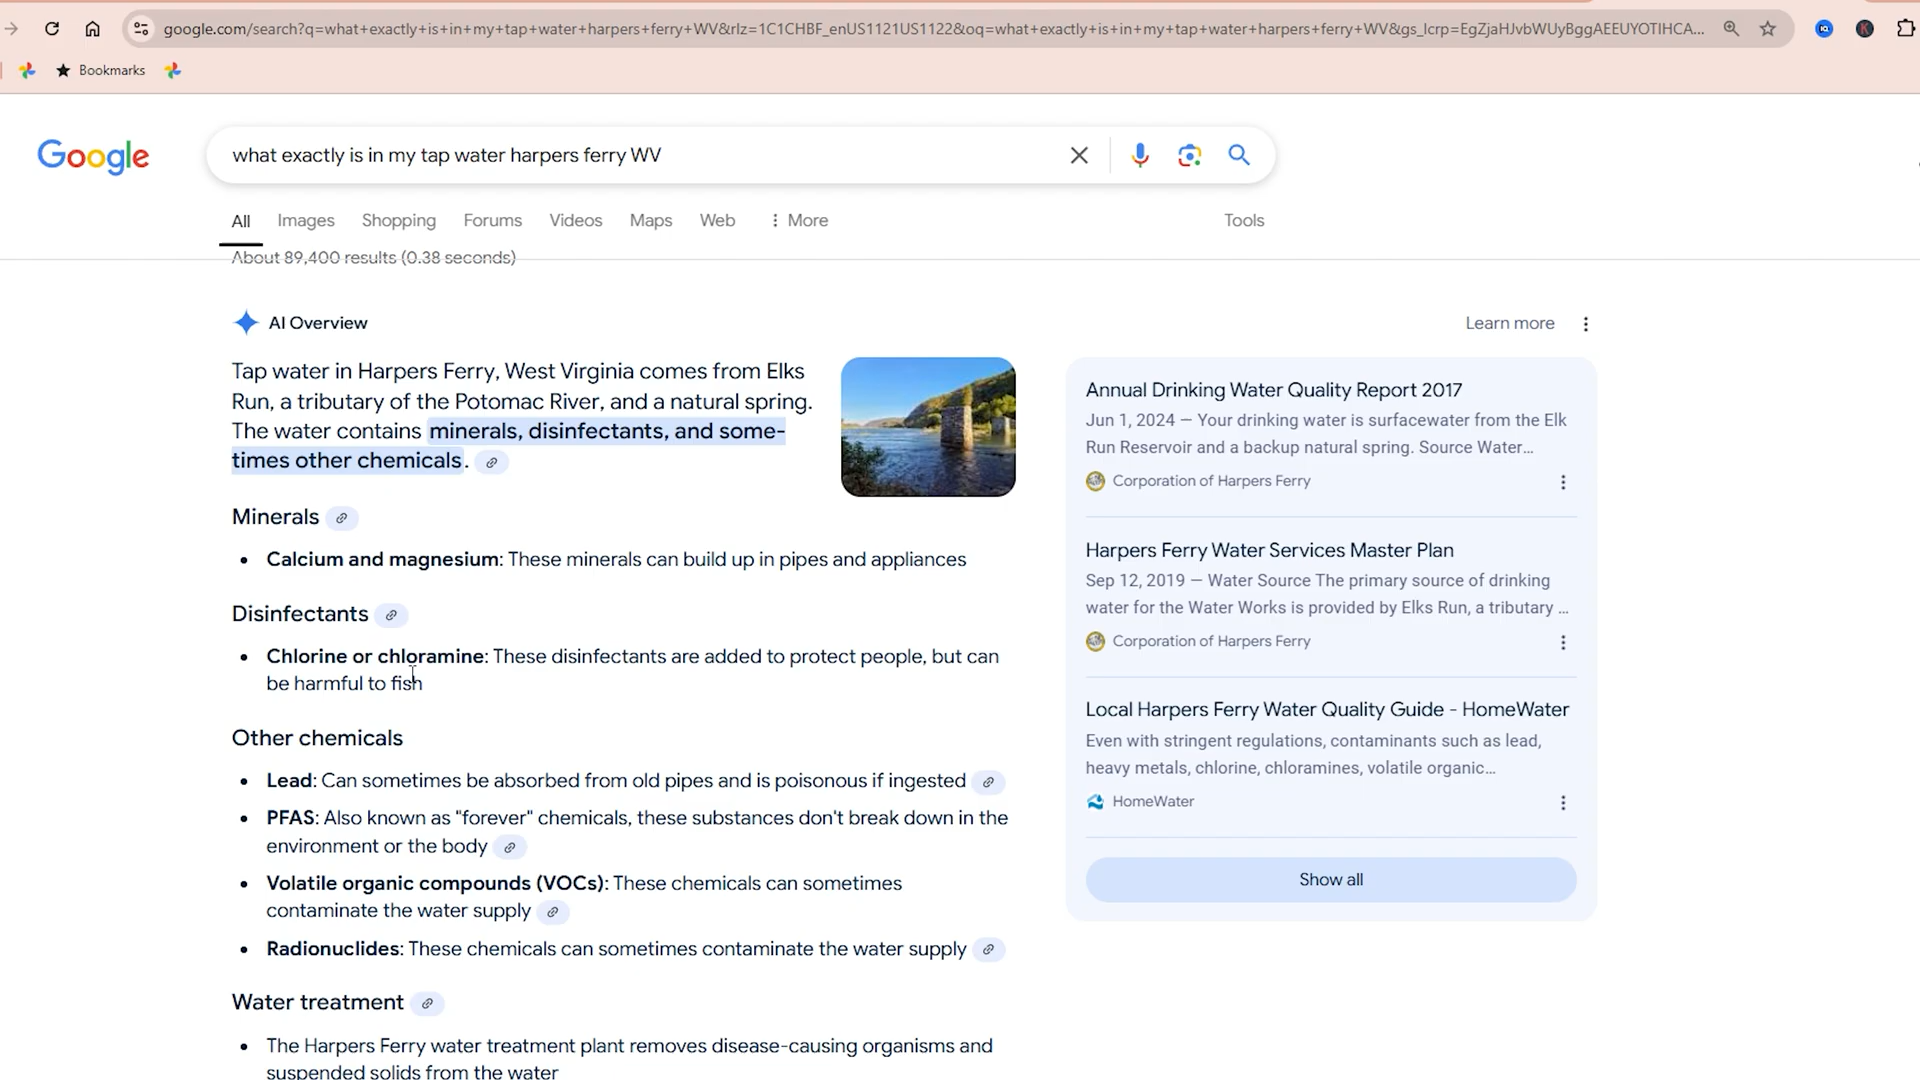 google.com/search?q=what+exactly+is+in+my+tap+water+harpers+ferry+WV&rlz=1C1CHBF_enUS1121US1122&oq=what+exactly+is+in+my+tap+water+harpers+ferry+WV&gs_lcrp=EgZjaHJvbWUyBggAEEUYOTIHCA...
K
Bookmarks
Google
what exactly is in my tap water harpers ferry WV
All Images Shopping Forums Videos Maps Web More Tools
About 89,400 results (0.38 seconds)
AI Overview
Learn more
Tap water in Harpers Ferry, West Virginia comes from Elks
Run, a tributary of the Potomac River, and a natural spring.
The water contains minerals, disinfectants, and some-
times other chemicals.
Minerals
• Calcium and magnesium: These minerals can build up in pipes and appliances
Disinfectants
• Chlorine or chloramine: These disinfectants are added to protect people, but can
be harmful to fish
Other chemicals
• Lead: Can sometimes be absorbed from old pipes and is poisonous if ingested
• PFAS: Also known as "forever" chemicals, these substances don't break down in the
environment or the body
• Volatile organic compounds (VOCs): These chemicals can sometimes
contaminate the water supply
• Radionuclides: These chemicals can sometimes contaminate the water supply
Water treatment
• The Harpers Ferry water treatment plant removes disease-causing organisms and
suspended solids from the water
Annual Drinking Water Quality Report 2017
Jun 1, 2024 — Your drinking water is surfacewater from the Elk
Run Reservoir and a backup natural spring. Source Water...
Corporation of Harpers Ferry
Harpers Ferry Water Services Master Plan
Sep 12, 2019 — Water Source The primary source of drinking
water for the Water Works is provided by Elks Run, a tributary ...
Corporation of Harpers Ferry
Local Harpers Ferry Water Quality Guide - HomeWater
Even with stringent regulations, contaminants such as lead,
heavy metals, chlorine, chloramines, volatile organic...
HomeWater
Show all